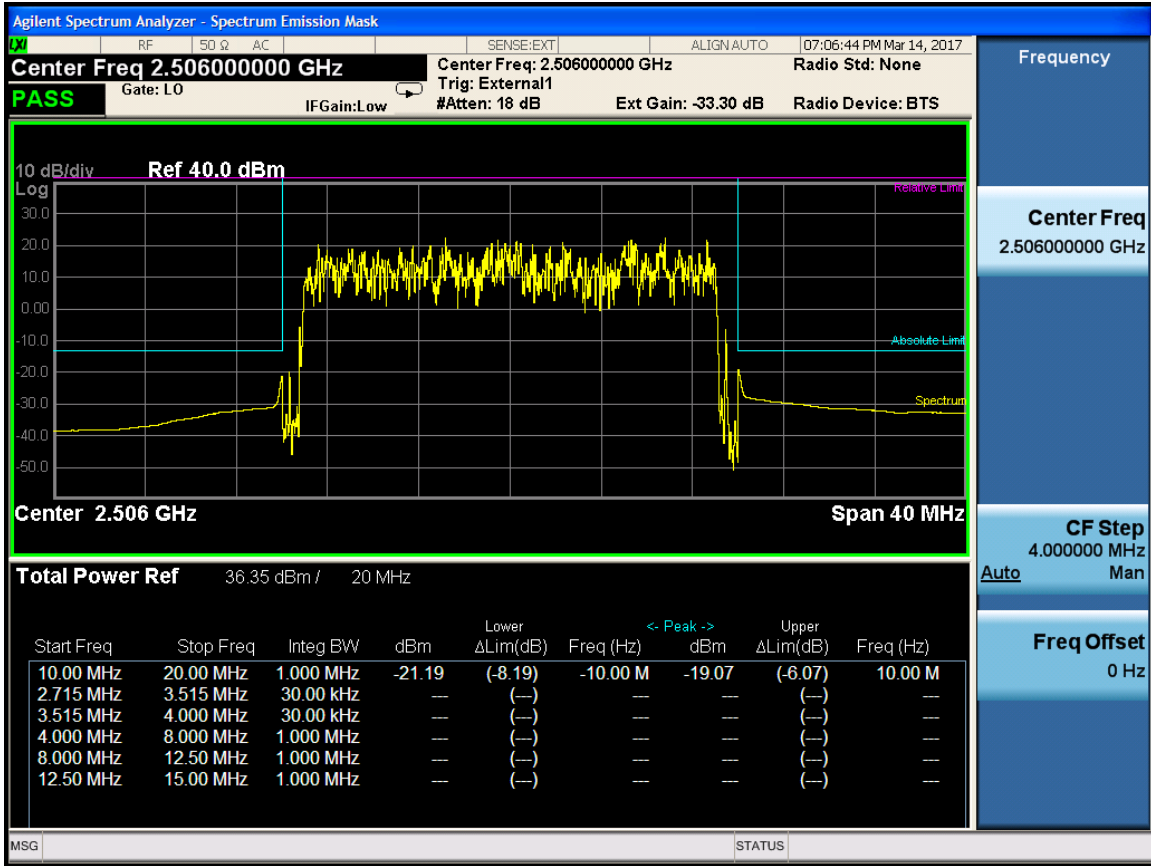 Agilent Spectrum Analyzer - Spectrum Emission Mask
LXI RF 50 Ω AC SENSE:EXT ALIGN AUTO 07:06:44 PM Mar 14, 2017
Center Freq 2.506000000 GHz Center Freq: 2.506000000 GHz Radio Std: None
PASS Gate: LO IFGain:Low Trig: External1
#Atten: 18 dB Ext Gain: -33.30 dB Radio Device: BTS
Frequency
10 dB/div Ref 40.0 dBm
Log
Relative Limit
30.0
20.0
10.0
0.00
-10.0
Absolute Limit
-20.0
-30.0
Spectrum
-40.0
-50.0
Center 2.506 GHz Span 40 MHz
Center Freq
2.506000000 GHz
CF Step
4.000000 MHz
Auto Man
Freq Offset
0 Hz
Total Power Ref 36.35 dBm / 20 MHz
Lower <- Peak -> Upper
Start Freq Stop Freq Integ BW dBm ΔLim(dB) Freq (Hz) dBm ΔLim(dB) Freq (Hz)
10.00 MHz 20.00 MHz 1.000 MHz -21.19 (-8.19) -10.00 M -19.07 (-6.07) 10.00 M
2.715 MHz 3.515 MHz 30.00 kHz --- (---) --- --- (---) ---
3.515 MHz 4.000 MHz 30.00 kHz --- (---) --- --- (---) ---
4.000 MHz 8.000 MHz 1.000 MHz --- (---) --- --- (---) ---
8.000 MHz 12.50 MHz 1.000 MHz --- (---) --- --- (---) ---
12.50 MHz 15.00 MHz 1.000 MHz --- (---) --- --- (---) ---
MSG STATUS